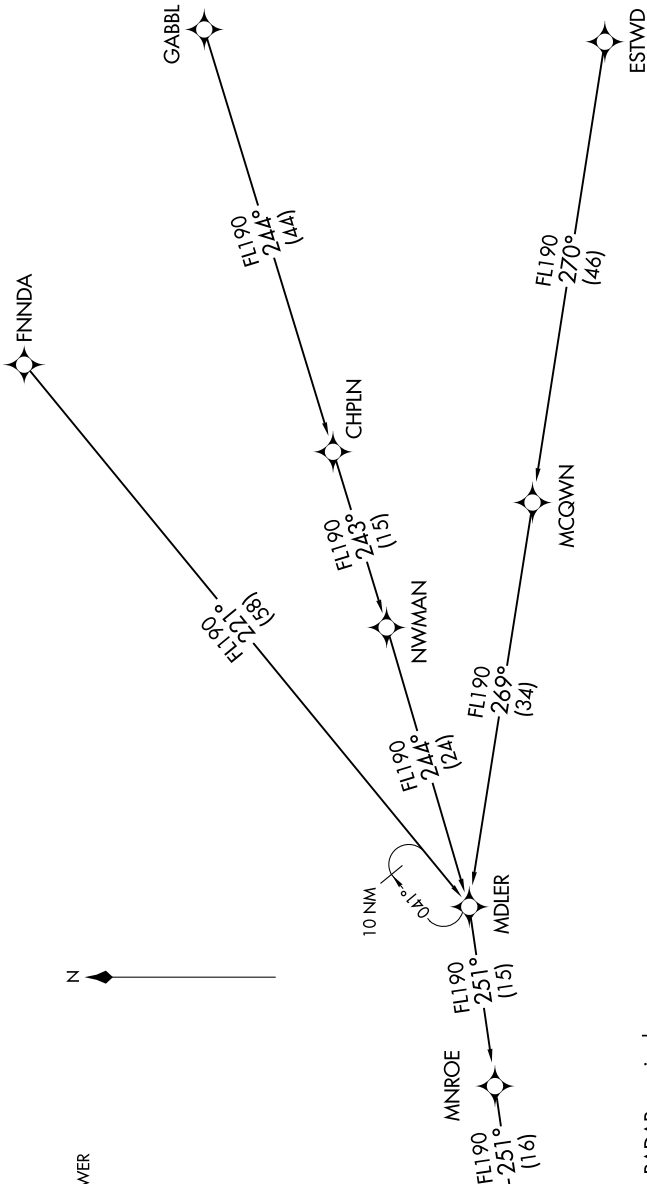 GABBL
ESTWD
FL190
244°
(44)
FL190
270°
(46)
FNNDA
CHPLN
FL190
243°
(15)
MCQWN
FL190
221°
(58)
NWMAN
FL190
269°
(34)
FL190
244°
(24)
10 NM
041°
MDLER
N
FL190
251°
(15)
MNROE
FL190
251°
(16)
WER